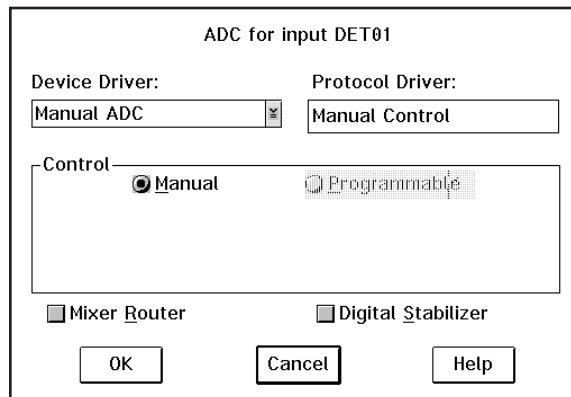 ADC for input DET01
Device Driver:
Protocol Driver:
Manual ADC
Manual Control
Control
Manual
Programmable
Mixer Router
Digital Stabilizer
OK
Cancel
Help